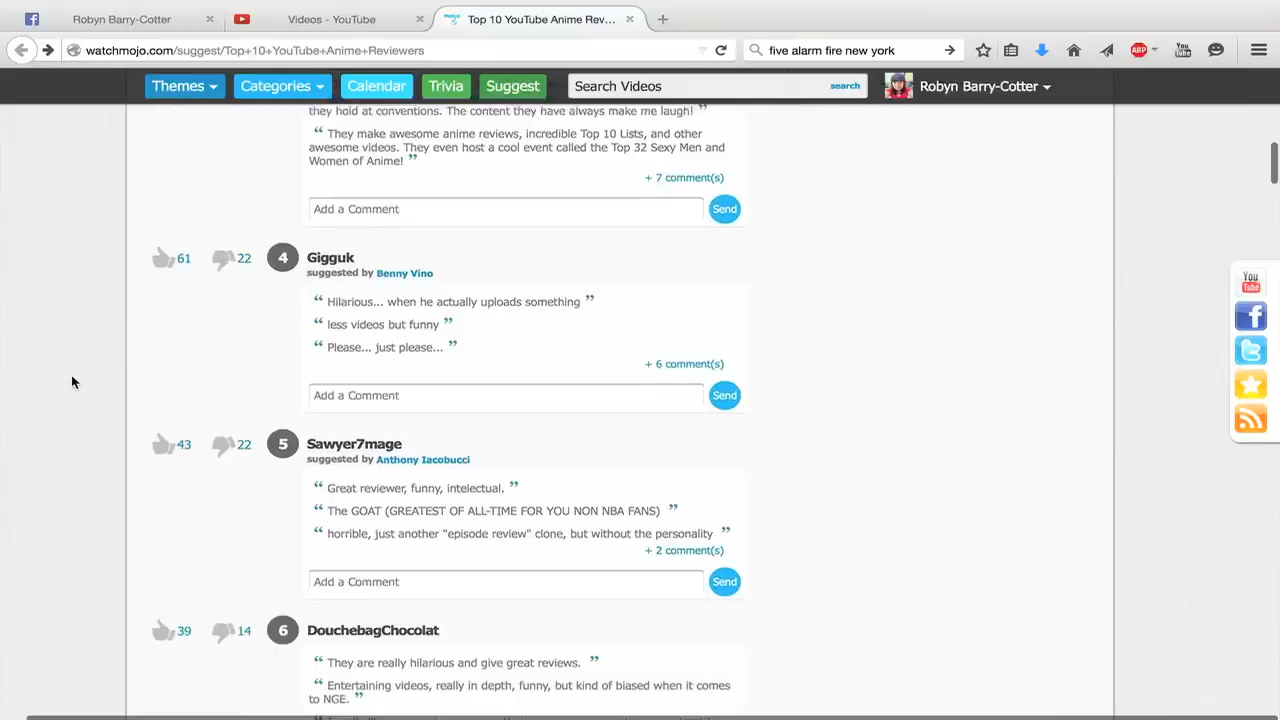 Robyn Barry-Cotter
Videos - YouTube
Top 10 YouTube Anime Rev...
watchmojo.com/suggest/Top+10+YouTube+Anime+Reviewers
five alarm fire new york
ABP
You Tube
Themes
Categories
Calendar
Trivia
Suggest
Search Videos
search
Robyn Barry-Cotter
they hold at conventions. The content they have always make me laugh! ”
“ They make awesome anime reviews, incredible Top 10 Lists, and other
awesome videos. They even host a cool event called the Top 32 Sexy Men and
Women of Anime! ”
+ 7 comment(s)
Add a Comment
Send
61
22
4
Gigguk
suggested by Benny Vino
“ Hilarious... when he actually uploads something ”
“ less videos but funny ”
“ Please... just please... ”
+ 6 comment(s)
Add a Comment
Send
43
22
5
Sawyer7mage
suggested by Anthony Iacobucci
“ Great reviewer, funny, intelectual. ”
“ The GOAT (GREATEST OF ALL-TIME FOR YOU NON NBA FANS) ”
“ horrible, just another "episode review" clone, but without the personality ”
+ 2 comment(s)
Add a Comment
Send
39
14
6
DouchebagChocolat
“ They are really hilarious and give great reviews. ”
“ Entertaining videos, really in depth, funny, but kind of biased when it comes
to NGE. ”
You
Tube